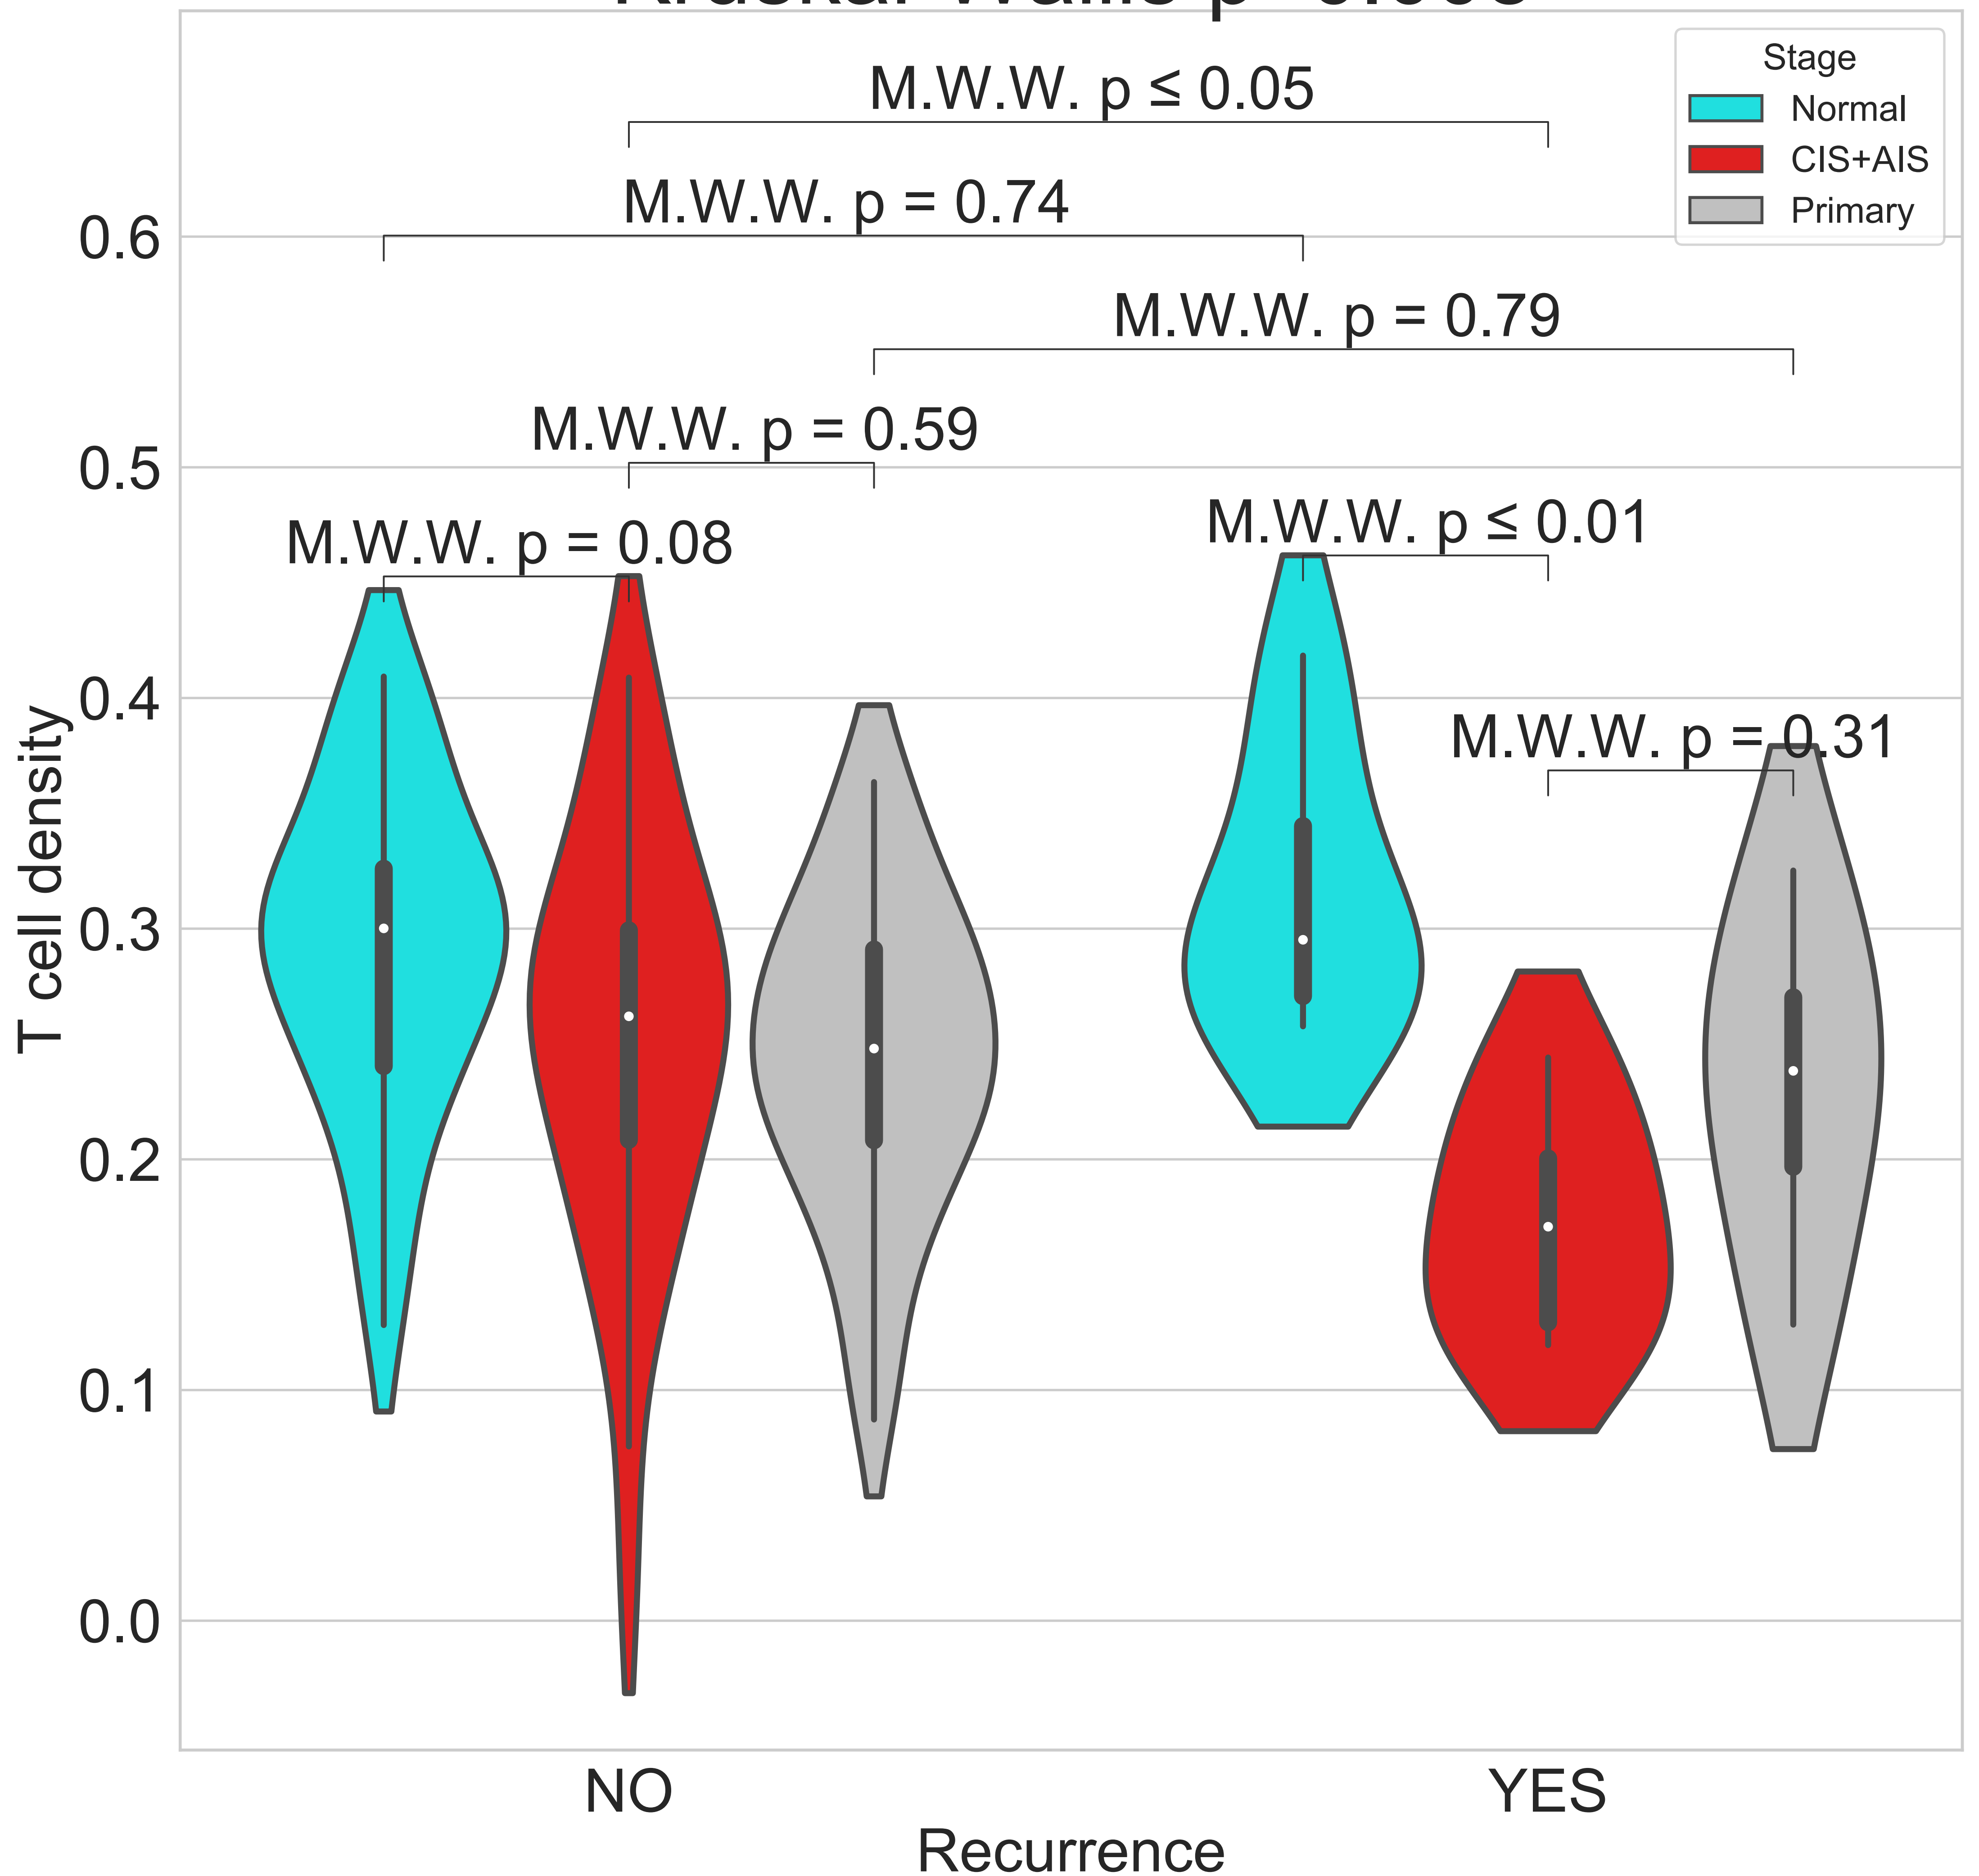 Stage
Normal
CIS+AIS
Primary
M.W.W. p ≤ 0.05
M.W.W. p = 0.74
M.W.W. p = 0.79
M.W.W. p = 0.59
M.W.W. p ≤ 0.01
M.W.W. p = 0.08
M.W.W. p = 0.31
T cell density
0.6
0.5
0.4
0.3
0.2
0.1
0.0
NO
YES
Recurrence